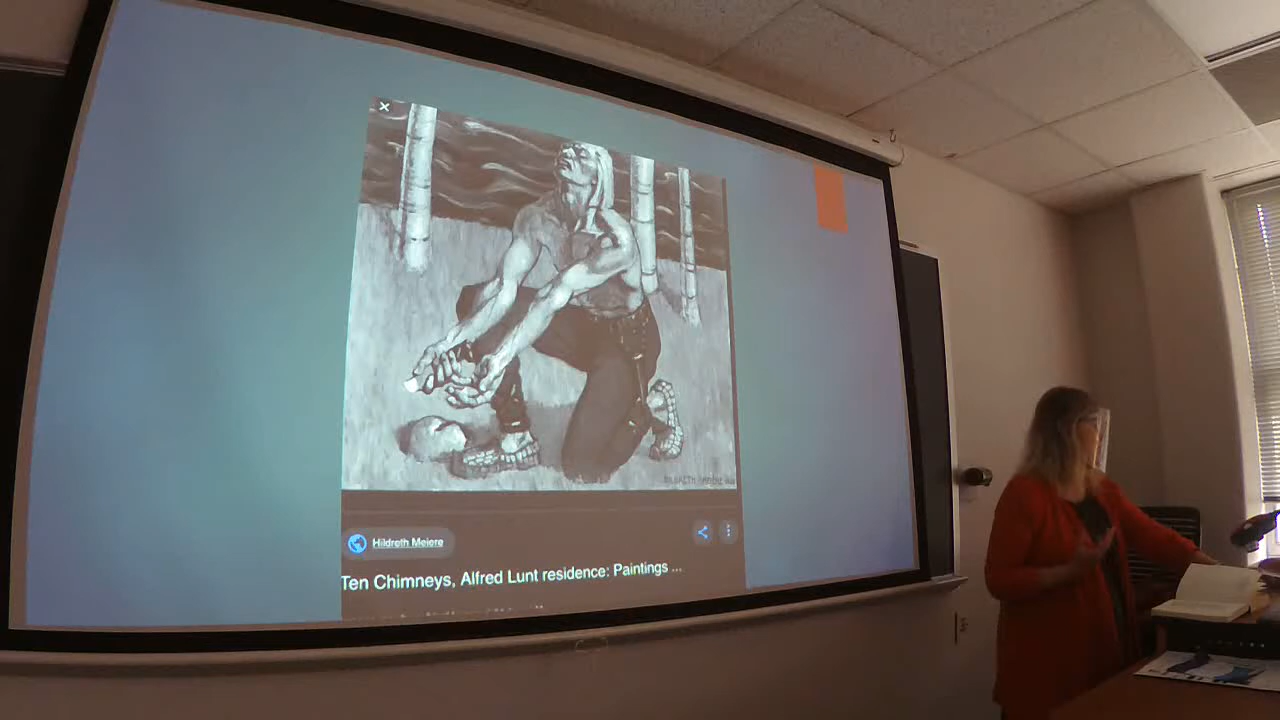 Hildreth Meiere
Ten Chimneys, Alfred Lunt residence: Paintings ...